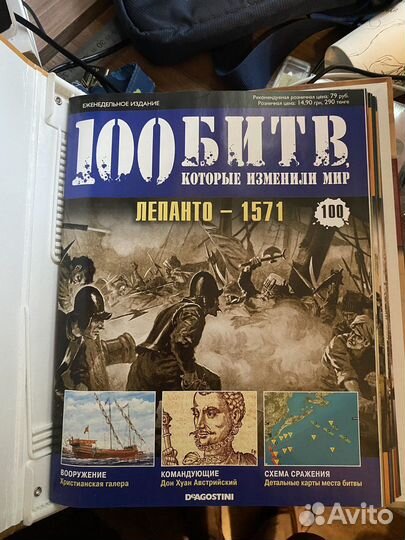 ЕЖЕНЕДЕЛЬНОЕ ИЗДАНИЕ
Рекомендуемая розничная цена: 79 руб.
Розничная цена: 14,90 грн, 290 тенге
100 БИТВ
КОТОРЫЕ ИЗМЕНИЛИ МИР
ЛЕПАНТО – 1571
100
ВООРУЖЕНИЕ
Христианская галера
КОМАНДУЮЩИЕ
Дон Хуан Австрийский
СХЕМА СРАЖЕНИЯ
Детальные карты места битвы
DEAGOSTINI
Avito